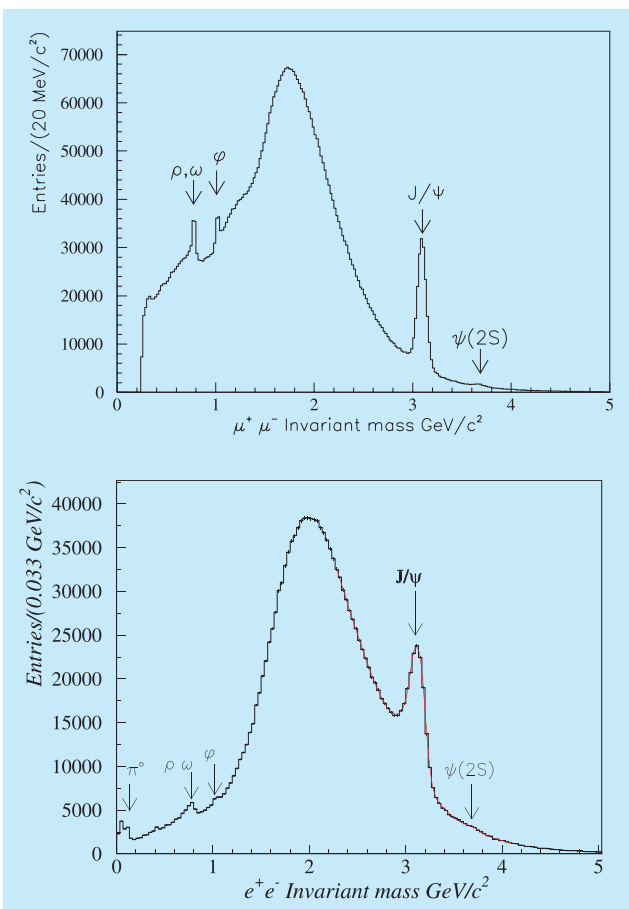 Entries/(20 MeV/c²)
70000
60000
50000
40000
30000
20000
10000
0
ρ,ω
φ
J/Ψ
ψ(2S)
0 1 2 3 4 5
μ⁺ μ⁻ Invariant mass GeV/c²
Entries/(0.033 GeV/c²)
40000
35000
30000
25000
20000
15000
10000
5000
0
π°
ρ ω
φ
J/ψ
ψ(2S)
0 1 2 3 4 5
e⁺e⁻ Invariant mass GeV/c²